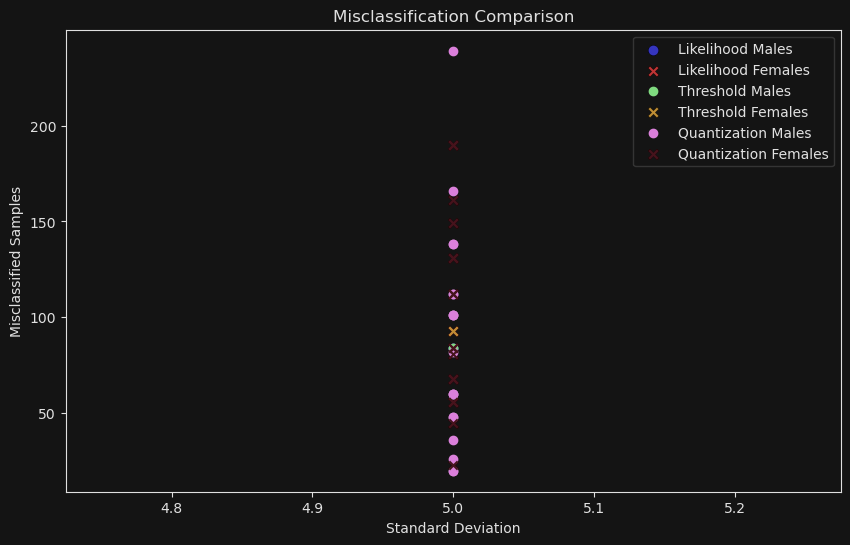 Misclassification Comparison
Likelihood Males
Likelihood Females
Threshold Males
Threshold Females
Quantization Males
Quantization Females
Misclassified Samples
200
150
100
50
4.8
4.9
5.0
5.1
5.2
Standard Deviation